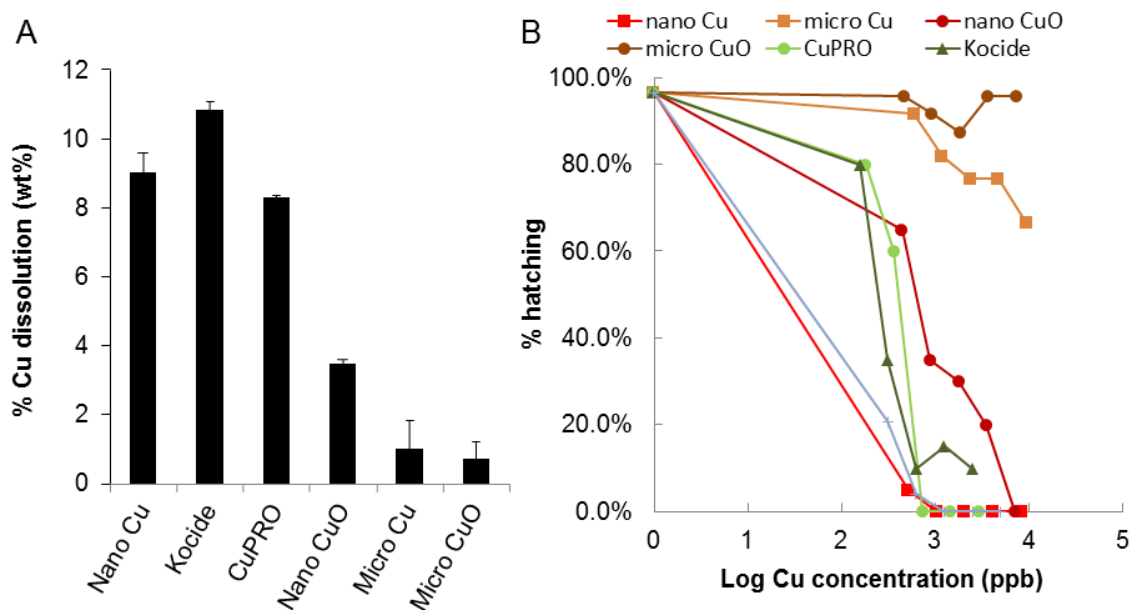 A
% Cu dissolution (wt%)
12
10
8
6
4
2
0
Nano Cu
Kocide
CuPRO
Nano CuO
Micro Cu
Micro CuO
B
nano Cu micro Cu nano CuO
micro CuO CuPRO Kocide
% hatching
100.0%
80.0%
60.0%
40.0%
20.0%
0.0%
0 1 2 3 4 5
Log Cu concentration (ppb)